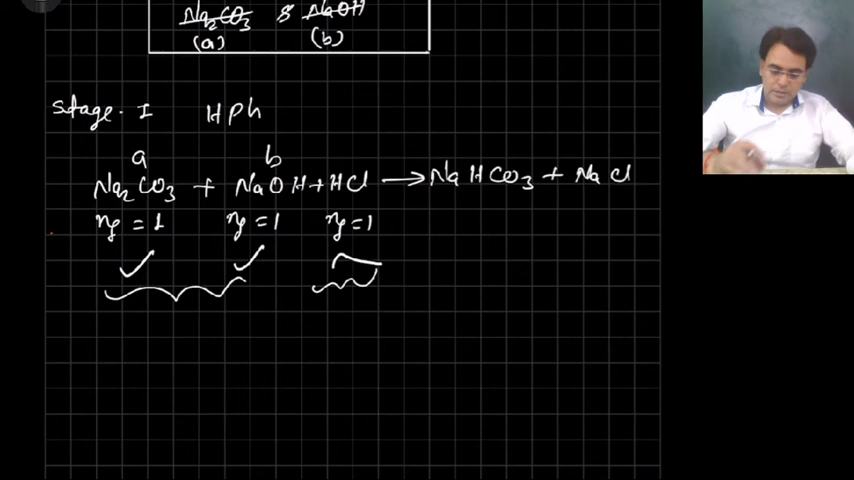 Na₂CO₃ & NaOH
(a) (b)
Stage. I HPh
a b
Na₂CO₃ + NaOH + HCl → NaHCO₃ + NaCl
nf = 1 nf = 1 nf = 1